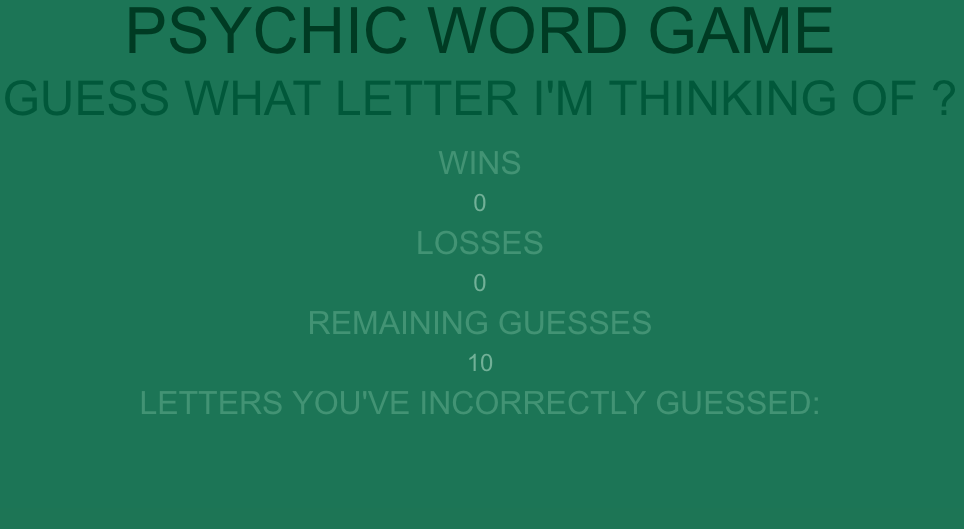 PSYCHIC WORD GAME
GUESS WHAT LETTER I'M THINKING OF ?
WINS
0
LOSSES
0
REMAINING GUESSES
10
LETTERS YOU'VE INCORRECTLY GUESSED: